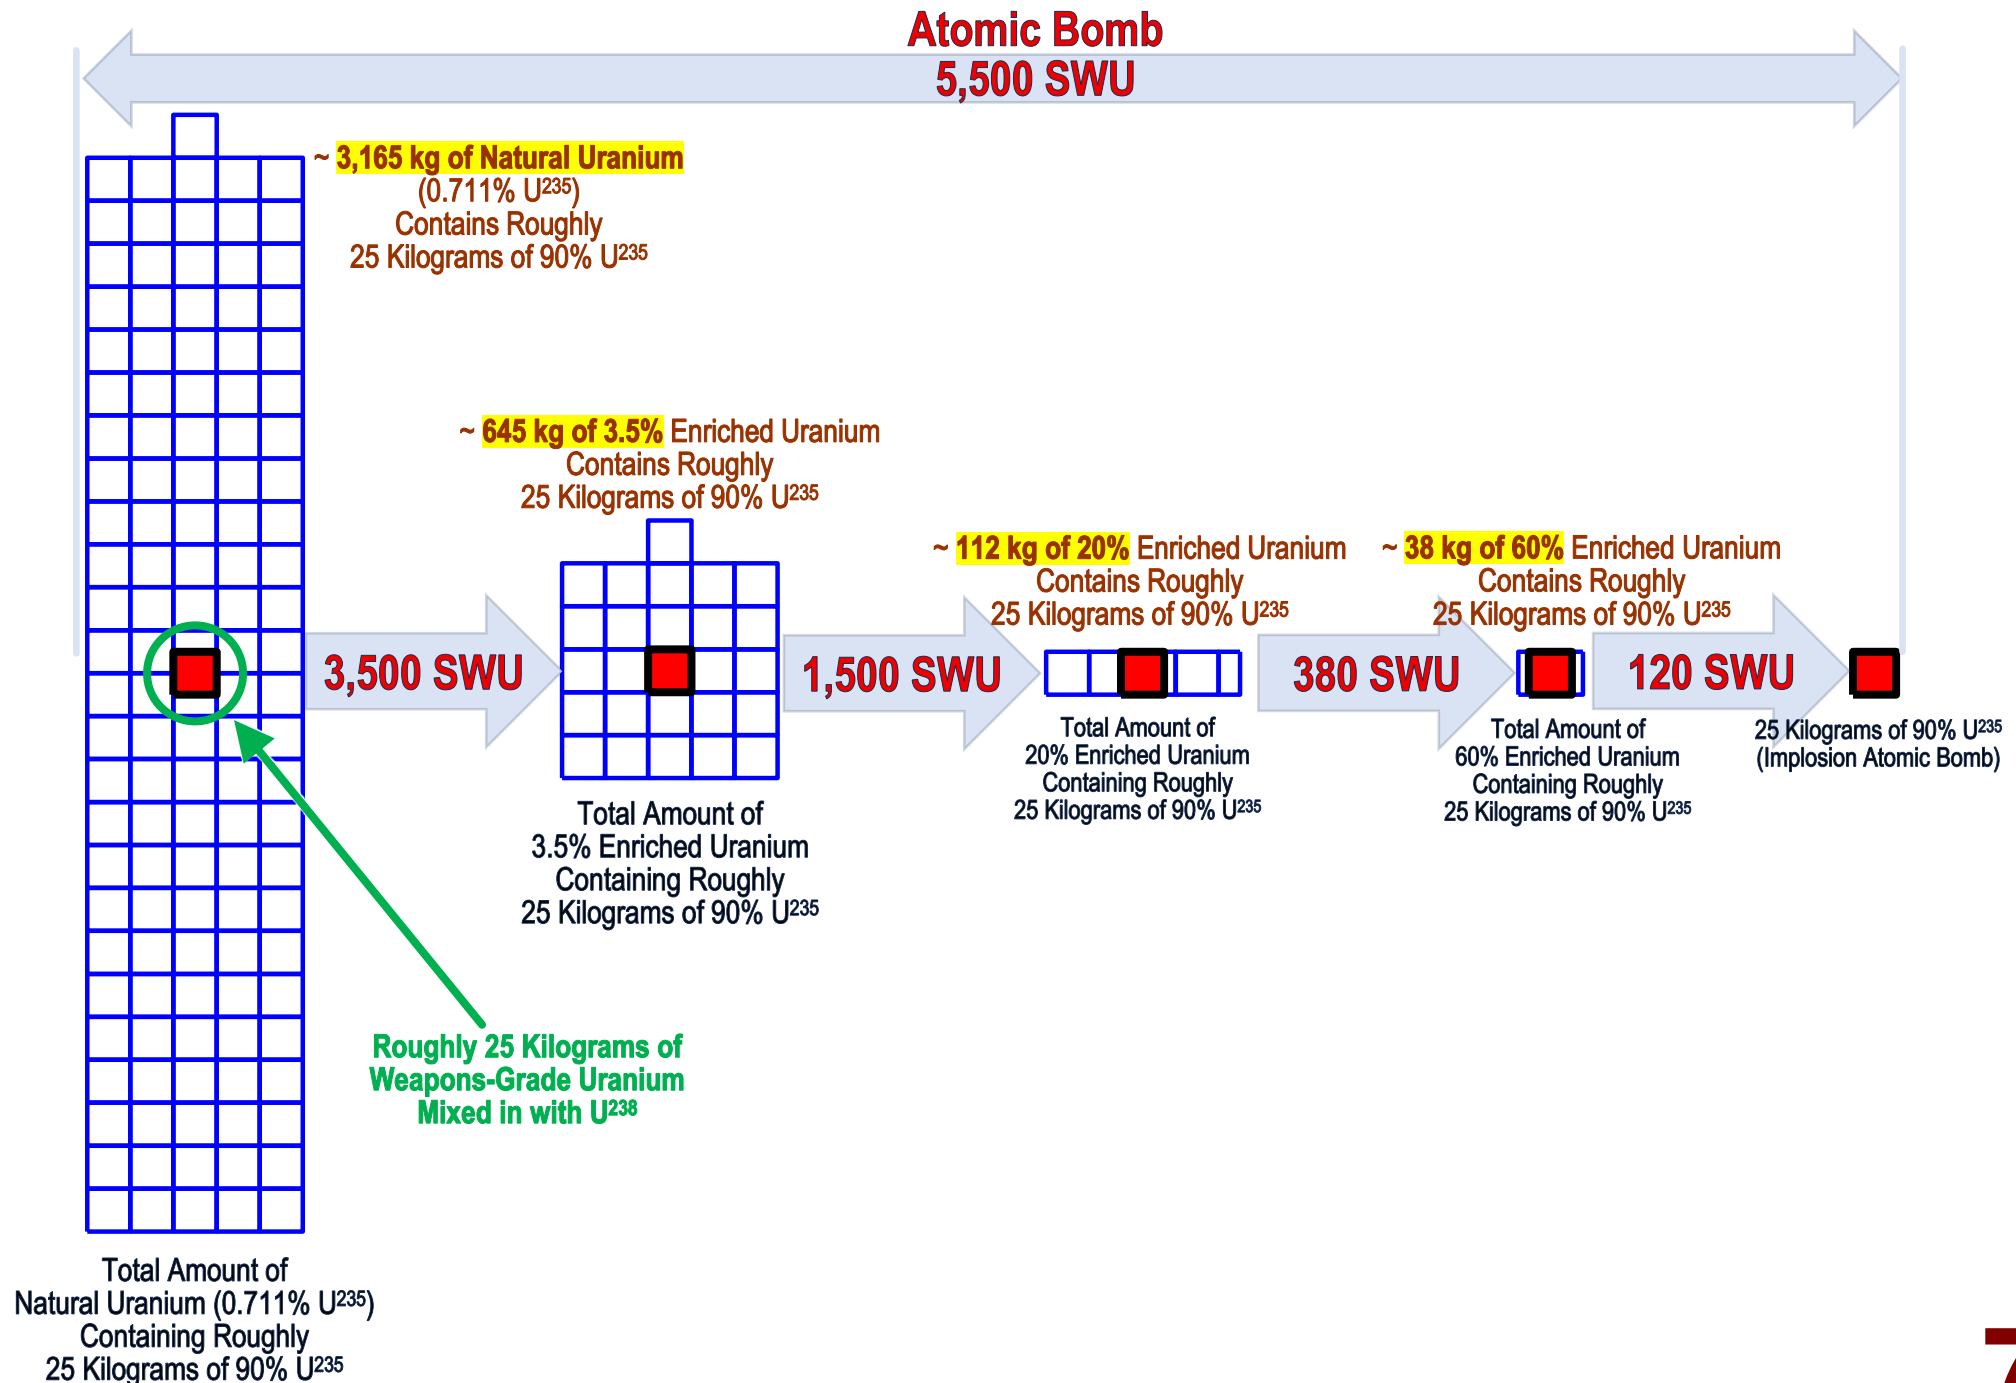 Atomic Bomb
5,500 SWU
~ 3,165 kg of Natural Uranium
(0.711% U²³⁵)
Contains Roughly
25 Kilograms of 90% U²³⁵
~ 645 kg of 3.5% Enriched Uranium
Contains Roughly
25 Kilograms of 90% U²³⁵
~ 112 kg of 20% Enriched Uranium
Contains Roughly
25 Kilograms of 90% U²³⁵
~ 38 kg of 60% Enriched Uranium
Contains Roughly
25 Kilograms of 90% U²³⁵
3,500 SWU
1,500 SWU
380 SWU
120 SWU
Total Amount of
3.5% Enriched Uranium
Containing Roughly
25 Kilograms of 90% U²³⁵
Total Amount of
20% Enriched Uranium
Containing Roughly
25 Kilograms of 90% U²³⁵
Total Amount of
60% Enriched Uranium
Containing Roughly
25 Kilograms of 90% U²³⁵
25 Kilograms of 90% U²³⁵
(Implosion Atomic Bomb)
Roughly 25 Kilograms of
Weapons-Grade Uranium
Mixed in with U²³⁸
Total Amount of
Natural Uranium (0.711% U²³⁵)
Containing Roughly
25 Kilograms of 90% U²³⁵